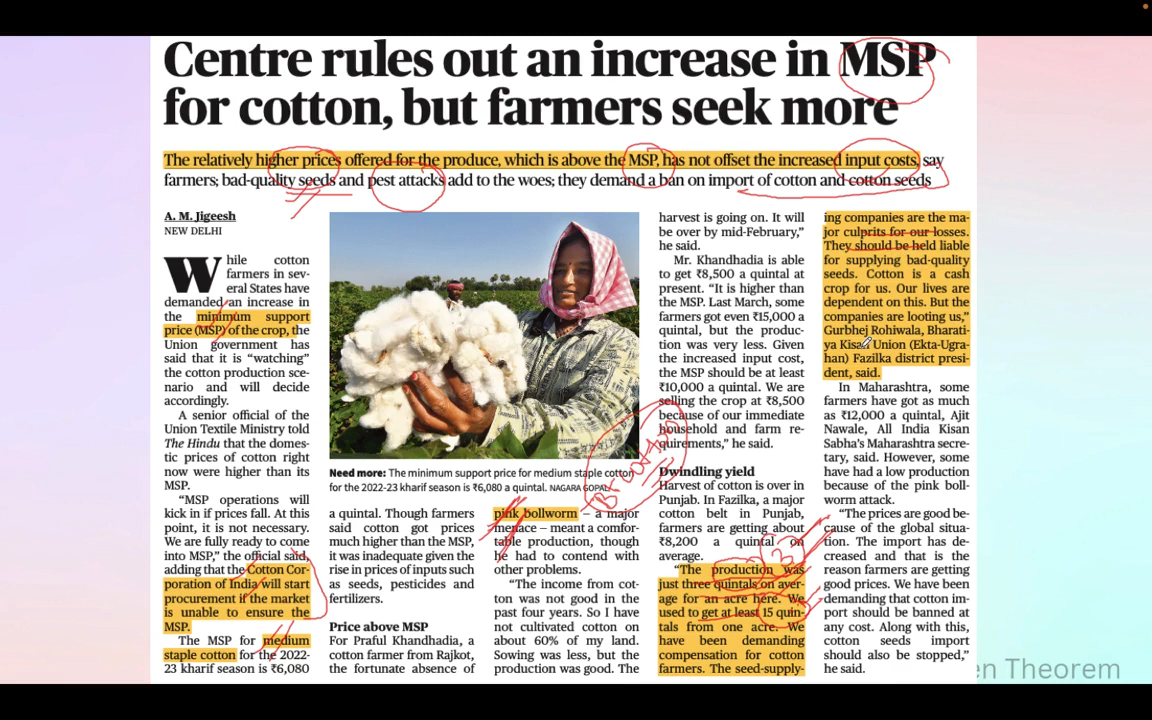 Centre rules out an increase in MSP
for cotton, but farmers seek more
The relatively higher prices offered for the produce, which is above the MSP, has not offset the increased input costs, say
farmers; bad-quality seeds and pest attacks add to the woes; they demand a ban on import of cotton and cotton seeds
A. M. Jigeesh
NEW DELHI
While cotton
farmers in sev-
eral States have
demanded an increase in
the minimum support
price (MSP) of the crop, the
Union government has
said that it is “watching”
the cotton production sce-
nario and will decide
accordingly.
A senior official of the
Union Textile Ministry told
The Hindu that the domes-
tic prices of cotton right
now were higher than its
MSP.
“MSP operations will
kick in if prices fall. At this
point, it is not necessary.
We are fully ready to come
into MSP,” the official said,
adding that the Cotton Cor-
poration of India will start
procurement if the market
is unable to ensure the
MSP.
The MSP for medium
staple cotton for the 2022-
23 kharif season is ₹6,080
Need more: The minimum support price for medium staple cotton
for the 2022-23 kharif season is ₹6,080 a quintal. NAGARA GOPAL
a quintal. Though farmers
said cotton got prices
much higher than the MSP,
it was inadequate given the
rise in prices of inputs such
as seeds, pesticides and
fertilizers.
Price above MSP
For Praful Khandhadia, a
cotton farmer from Rajkot,
the fortunate absence of
pink bollworm – a major
menace – meant a comfor-
table production, though
he had to contend with
other problems.
“The income from cot-
ton was not good in the
past four years. So I have
not cultivated cotton on
about 60% of my land.
Sowing was less, but the
production was good. The
harvest is going on. It will
be over by mid-February,”
he said.
Mr. Khandhadia is able
to get ₹8,500 a quintal at
present. “It is higher than
the MSP. Last March, some
farmers got even ₹15,000 a
quintal, but the produc-
tion was very less. Given
the increased input cost,
the MSP should be at least
₹10,000 a quintal. We are
selling the crop at ₹8,500
because of our immediate
household and farm re-
quirements,” he said.
Dwindling yield
Harvest of cotton is over in
Punjab. In Fazilka, a major
cotton belt in Punjab,
farmers are getting about
₹8,200 a quintal on
average.
“The production was
just three quintals on aver-
age for an acre here. We
used to get at least 15 quin-
tals from one acre. We
have been demanding
compensation for cotton
farmers. The seed-supply-
ing companies are the ma-
jor culprits for our losses.
They should be held liable
for supplying bad-quality
seeds. Cotton is a cash
crop for us. Our lives are
dependent on this. But the
companies are looting us,”
Gurbhej Rohiwala, Bharati-
ya Kisan Union (Ekta-Ugra-
han) Fazilka district presi-
dent, said.
In Maharashtra, some
farmers have got as much
as ₹12,000 a quintal, Ajit
Nawale, All India Kisan
Sabha’s Maharashtra secre-
tary, said. However, some
have had a low production
because of the pink boll-
worm attack.
“The prices are good be-
cause of the global situa-
tion. The import has de-
creased and that is the
reason farmers are getting
good prices. We have been
demanding that cotton im-
port should be banned at
any cost. Along with this,
cotton seeds import
should also be stopped,”
he said.
3
en Theorem